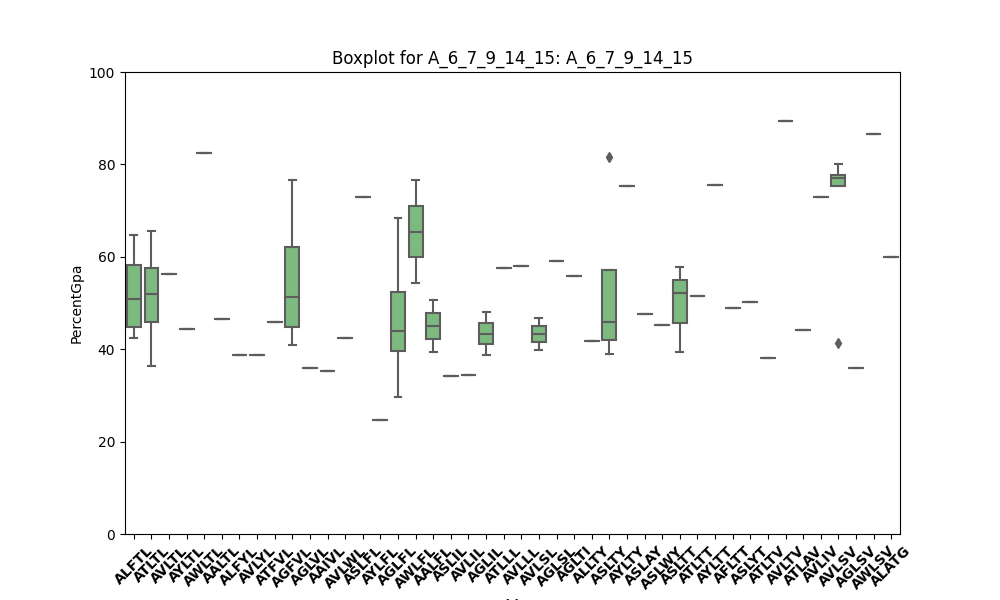 Boxplot for A_6_7_9_14_15: A_6_7_9_14_15
PercentGpa
100
80
60
40
20
0
ALFTL
ATLTL
AVLTL
AYLTL
AWLTL
AALTL
ALFYL
AVLYL
ATFVL
AGFVL
AGLVL
AAIVL
AVLWL
ASLFL
AYLFL
AGLFL
AWLFL
AALFL
ASLIL
AVLIL
AGLIL
ATLLL
AVLLL
AVLSL
AGLSL
AGLTI
ALLTY
ASLTY
AYLTY
ASLAY
ASLWY
ASLTT
ATLTT
AYLTT
AFLTT
ASLYT
ATLTV
AVLTV
ATLAV
AVLIV
AVLSV
AGLSV
AWLSV
ALATG